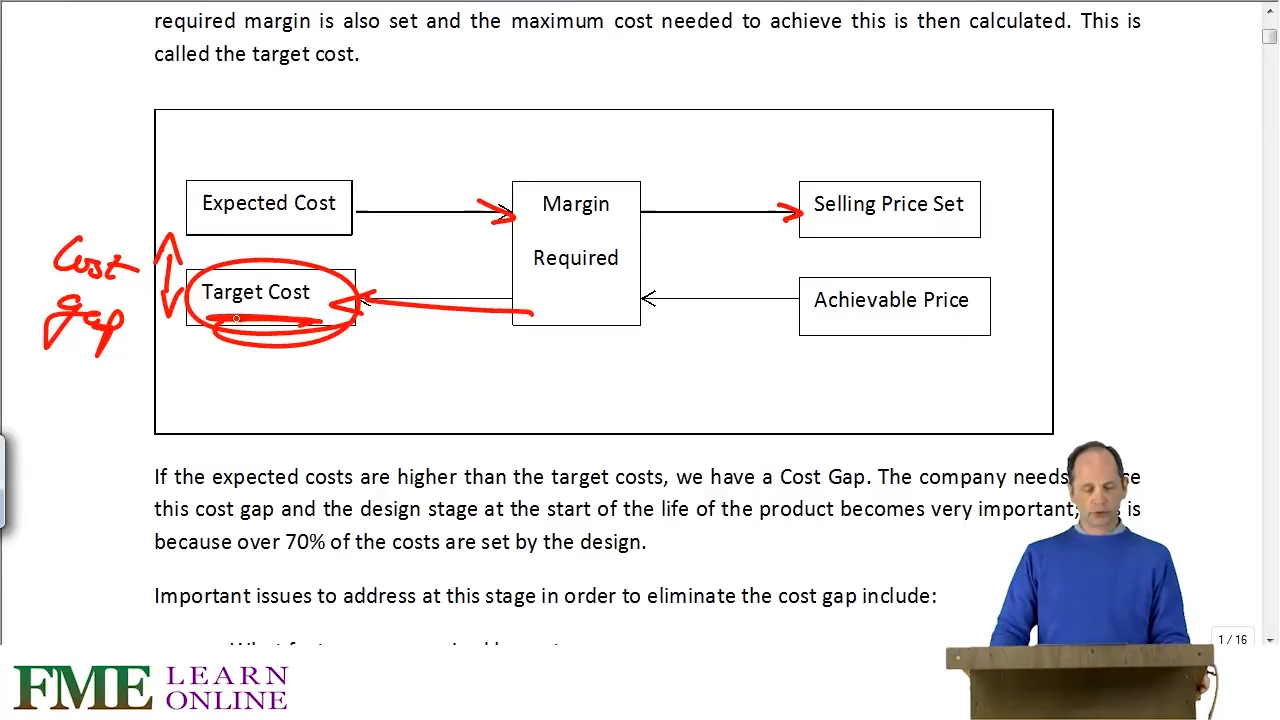 required margin is also set and the maximum cost needed to achieve this is then calculated. This is
called the target cost.
Expected Cost
Margin
Required
Selling Price Set
Cost
gap
Target Cost
Achievable Price
If the expected costs are higher than the target costs, we have a Cost Gap. The company needs
this cost gap and the design stage at the start of the life of the product becomes very important, is
because over 70% of the costs are set by the design.
Important issues to address at this stage in order to eliminate the cost gap include:
1 / 16
FME LEARN
ONLINE